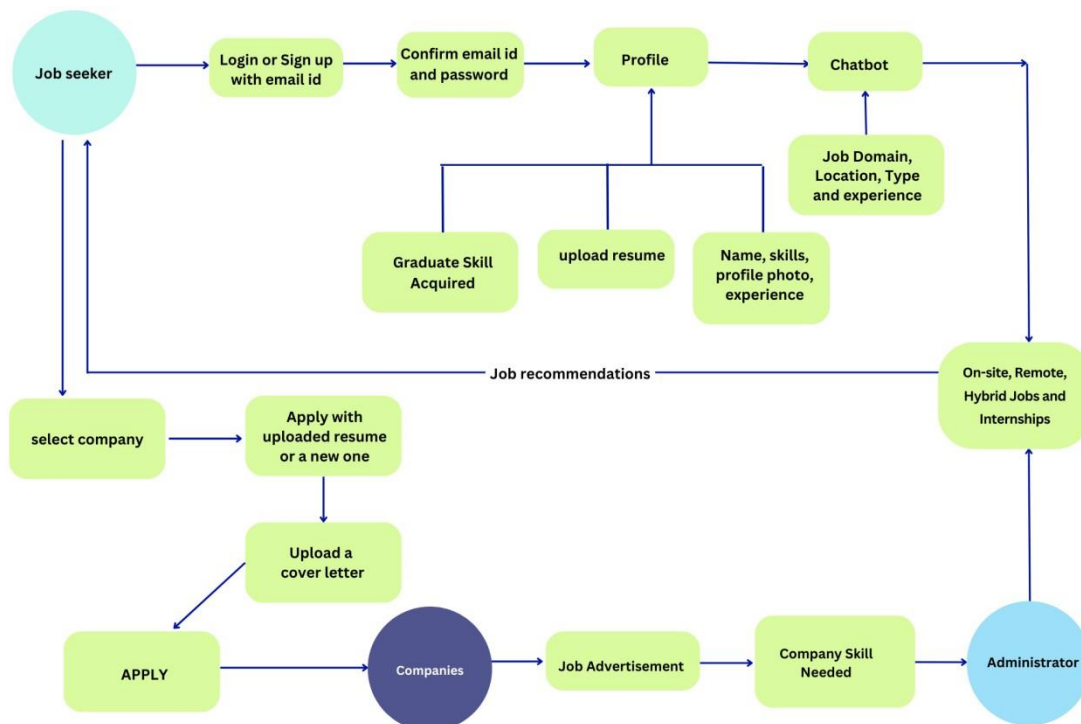 Job seeker
Login or Sign up
with email id
Confirm email id
and password
Profile
Chatbot
Job Domain,
Location, Type
and experience
Graduate Skill
Acquired
upload resume
Name, skills,
profile photo,
experience
Job recommendations
On-site, Remote,
Hybrid Jobs and
Internships
select company
Apply with
uploaded resume
or a new one
Upload a
cover letter
APPLY
Companies
Job Advertisement
Company Skill
Needed
Administrator